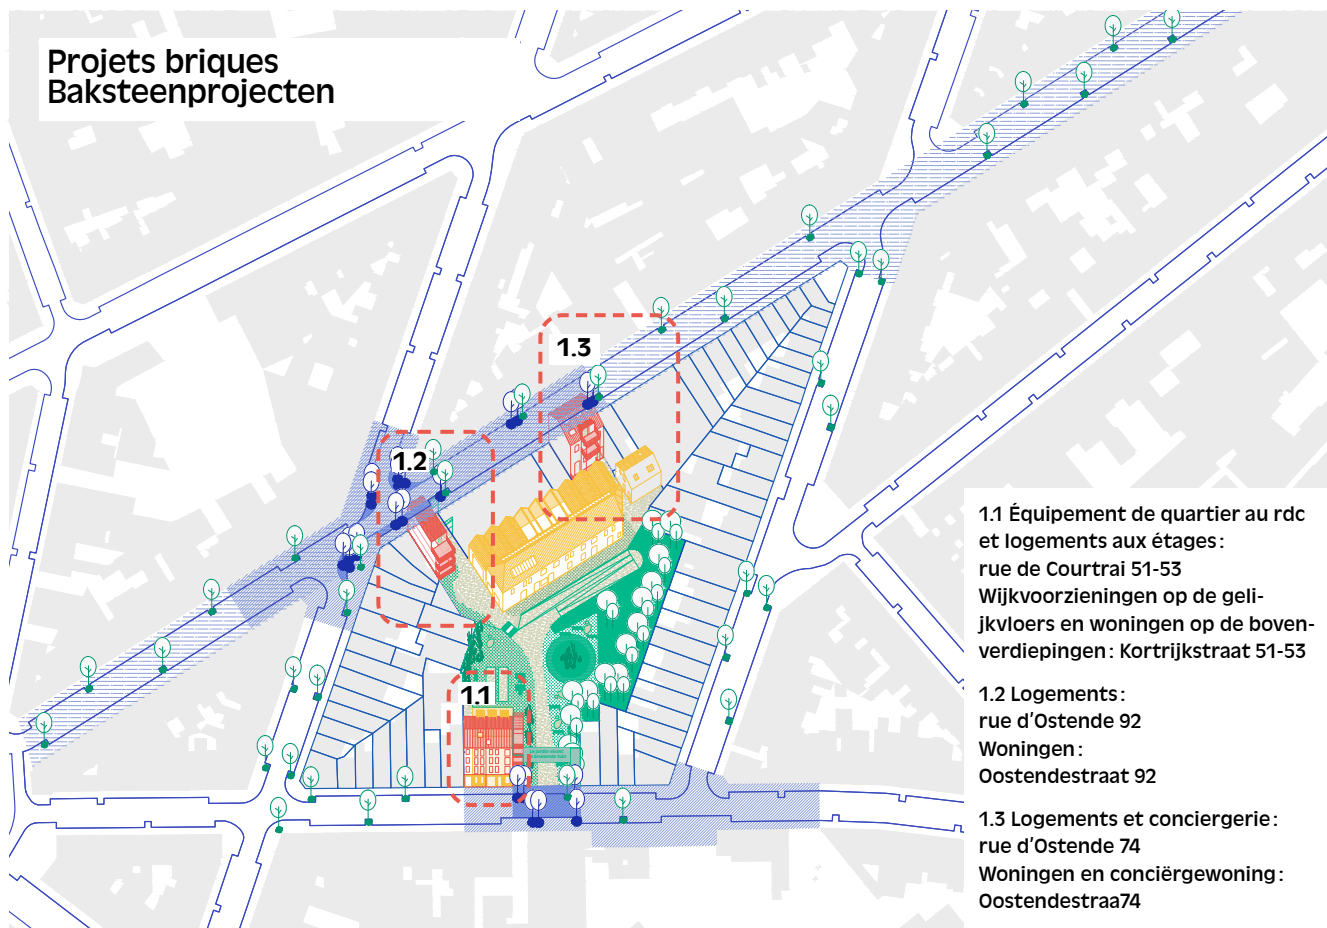 Projets briques
Baksteenprojecten
1.3
1.2
1.1
1.1 Équipement de quartier au rdc
et logements aux étages:
rue de Courtrai 51-53
Wijkvoorzieningen op de geli-
jkvloers en woningen op de boven-
verdiepingen: Kortrijkstraat 51-53
1.2 Logements:
rue d'Ostende 92
Woningen:
Oostendestraat 92
1.3 Logements et conciergerie:
rue d'Ostende 74
Woningen en conciërgewoning:
Oostendestraa74